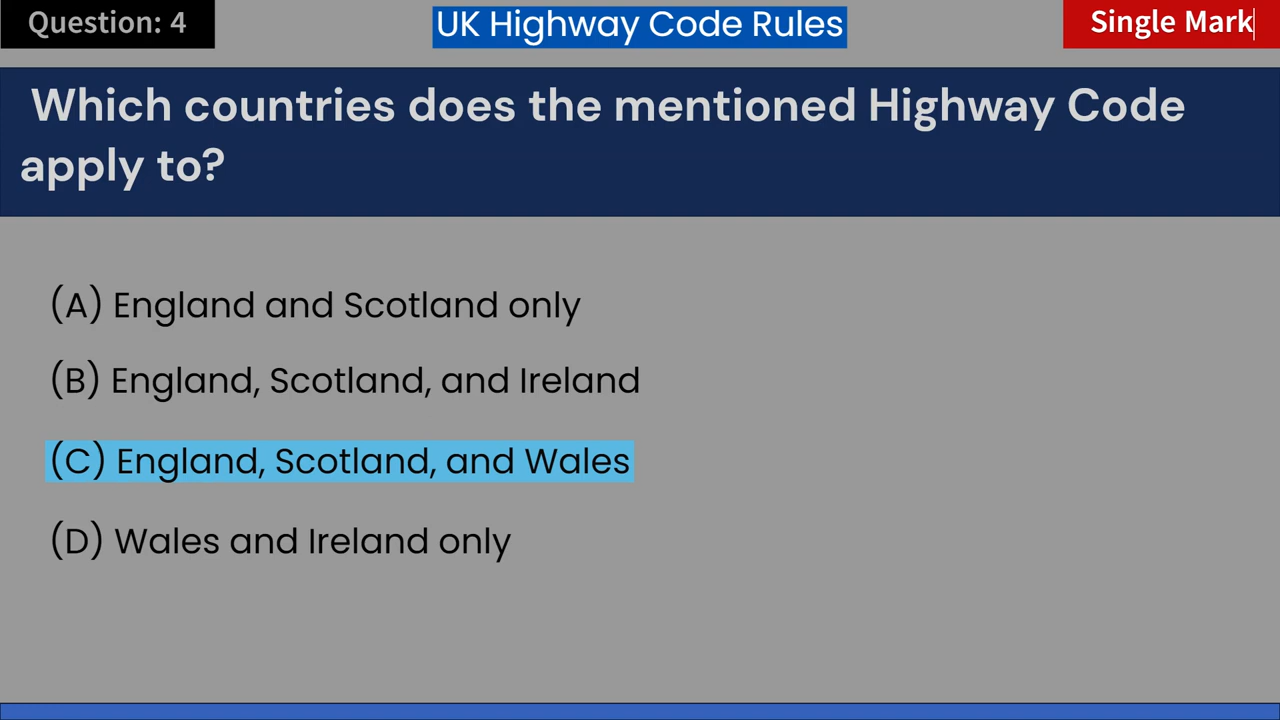 Question: 4
UK Highway Code Rules
Single Mark
Which countries does the mentioned Highway Code
apply to?
(A) England and Scotland only
(B) England, Scotland, and Ireland
(C) England, Scotland, and Wales
(D) Wales and Ireland only